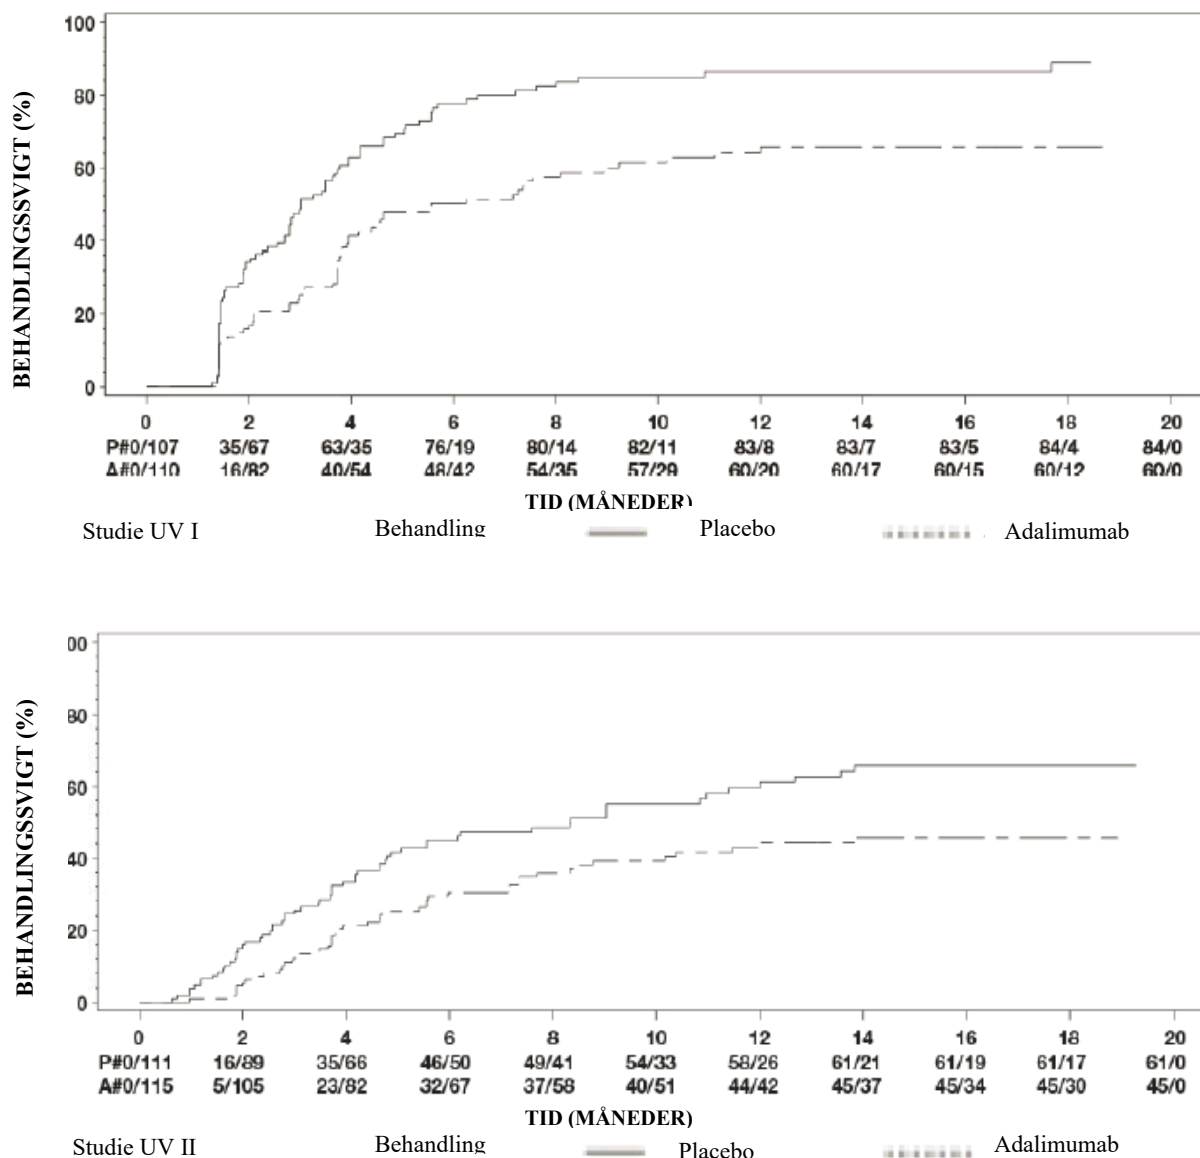 BEHANDLINGSSVIGT (%)
100
80
60
40
20
0
0 2 4 6 8 10 12 14 16 18 20
P#0/107 35/67 63/35 76/19 80/14 82/11 83/8 83/7 83/5 84/4 84/0
A#0/110 16/82 40/54 48/42 54/35 57/29 60/20 60/17 60/15 60/12 60/0
TID (MÅNEDER)
Studie UV I Behandling Placebo Adalimumab
BEHANDLINGSSVIGT (%)
00
80
60
40
20
0
0 2 4 6 8 10 12 14 16 18 20
P#0/111 16/89 35/66 46/50 49/41 54/33 58/26 61/21 61/19 61/17 61/0
A#0/115 5/105 23/82 32/67 37/58 40/51 44/42 45/37 45/34 45/30 45/0
TID (MÅNEDER)
Studie UV II Behandling Placebo Adalimumab